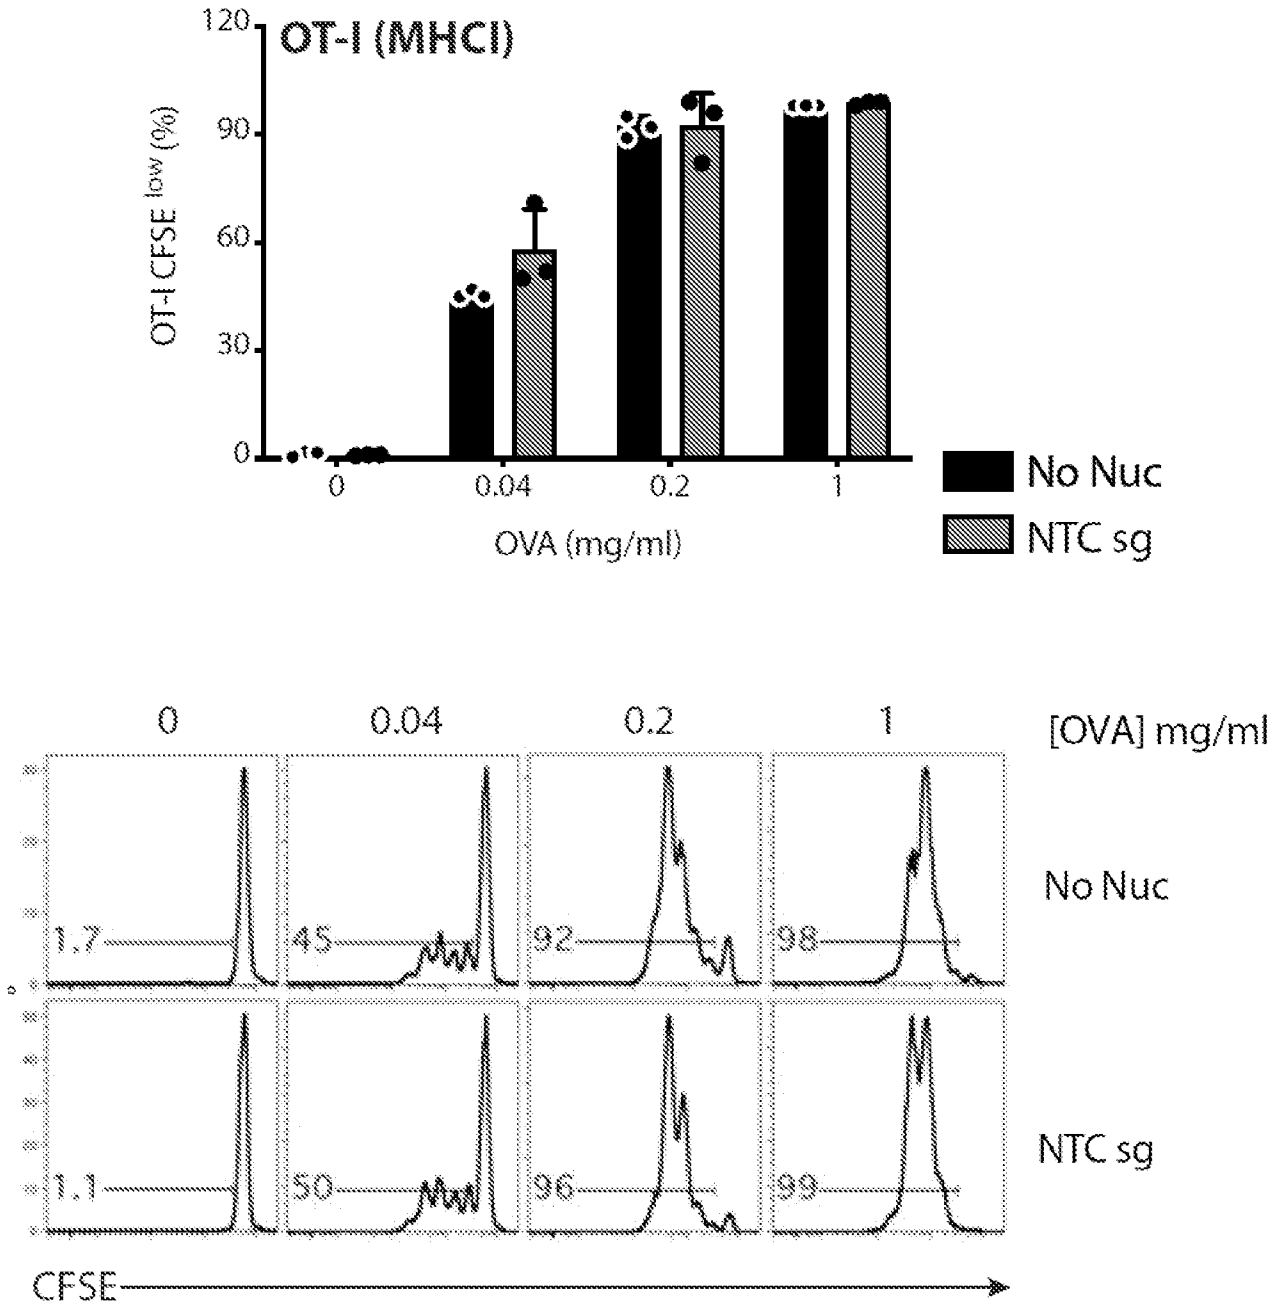 OT-I (MHCI)
120
90
60
30
0
OT-I CFSE low (%)
0 0.04 0.2 1
OVA (mg/ml)
No Nuc
NTC sg
0 0.04 0.2 1 [OVA] mg/ml
1.7 45 92 98
No Nuc
1.1 50 96 99
NTC sg
CFSE